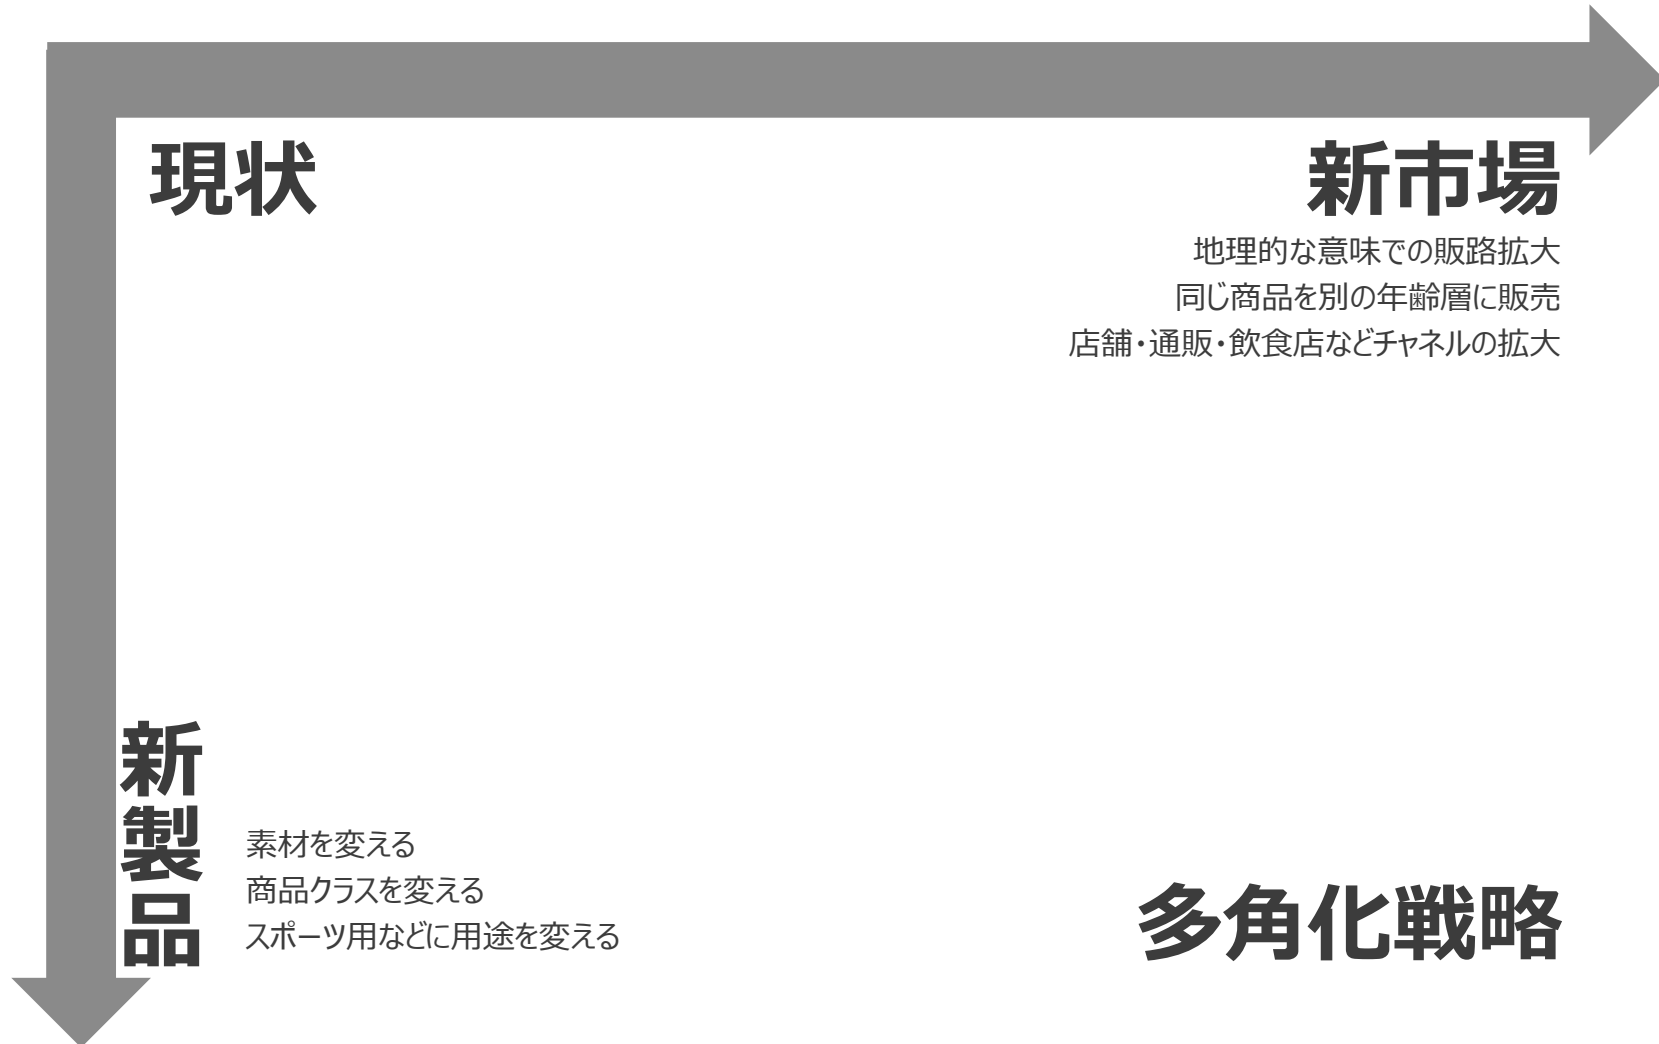 現状
新市場
地理的な意味での販路拡大
同じ商品を別の年齢層に販売
店舗・通販・飲食店などチャネルの拡大
新製品
素材を変える
商品クラスを変える
スポーツ用などに用途を変える
多角化戦略